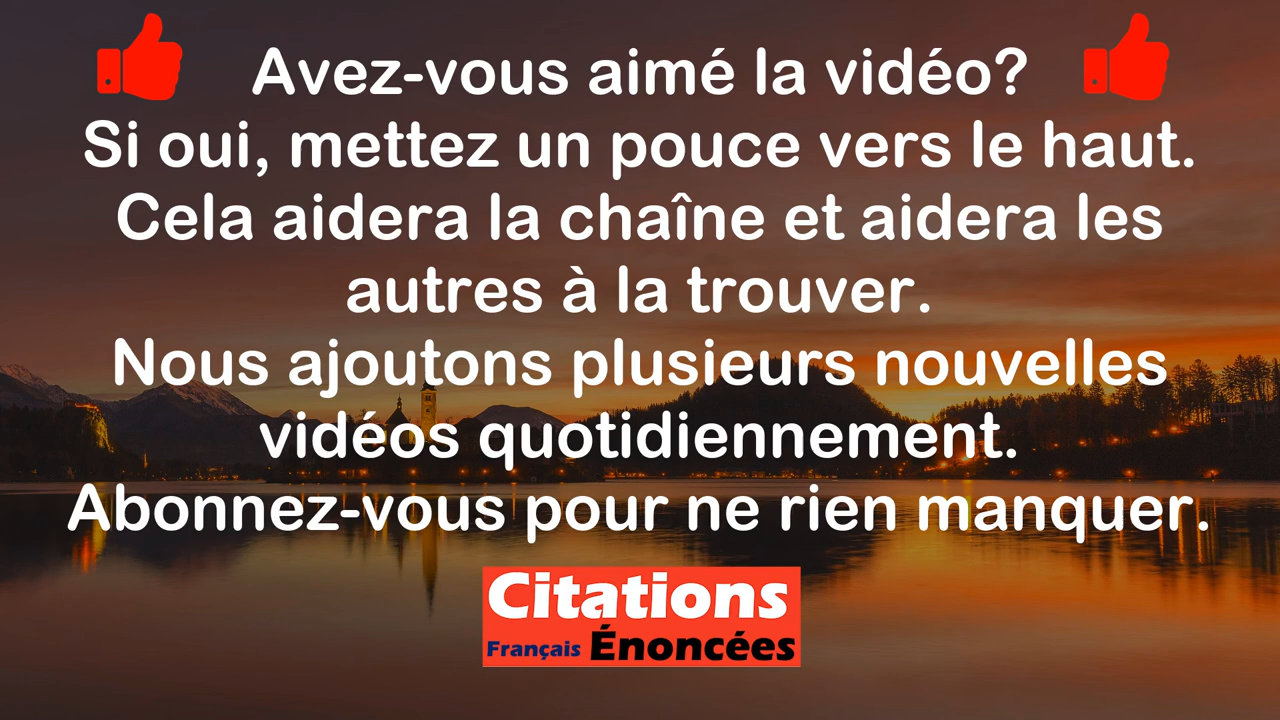 Avez-vous aimé la vidéo?
Si oui, mettez un pouce vers le haut.
Cela aidera la chaîne et aidera les
autres à la trouver.
Nous ajoutons plusieurs nouvelles
vidéos quotidiennement.
Abonnez-vous pour ne rien manquer.
Citations
Français Énoncées